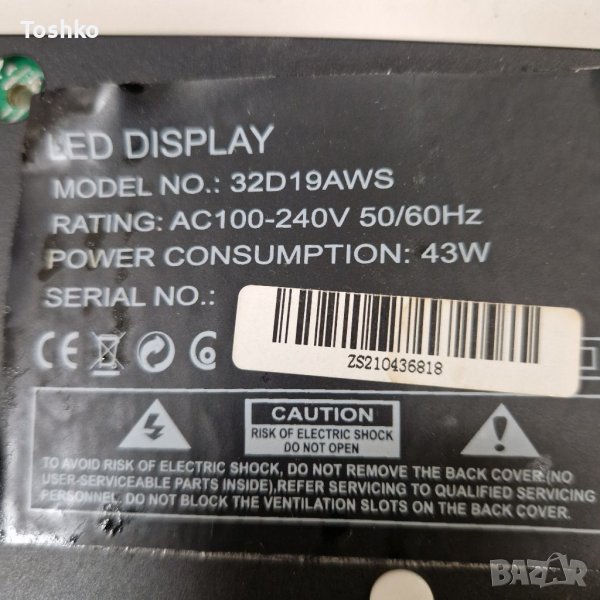 Toshko
LED DISPLAY
MODEL NO.: 32D19AWS
RATING: AC100-240V 50/60Hz
POWER CONSUMPTION: 43W
SERIAL NO.:
ZS210436818
CE
CAUTION
RISK OF ELECTRIC SHOCK
DO NOT OPEN
TO AVOID RISK OF ELECTRIC SHOCK, DO NOT REMOVE THE BACK COVER(NO
USER-SERVICEABLE PARTS INSIDE),REFER SERVICING TO QUALIFIED SERVICING
PERSONNEL. DO NOT BLOCK THE VENTILATION SLOTS ON THE BACK COVER.
BAZAR